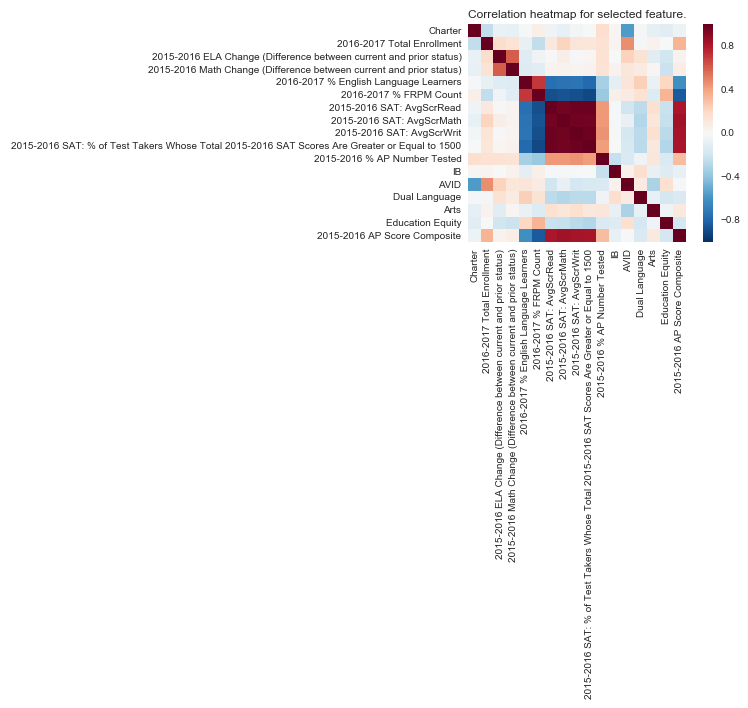 Correlation heatmap for selected feature.
Charter
2016-2017 Total Enrollment
2015-2016 ELA Change (Difference between current and prior status)
2015-2016 Math Change (Difference between current and prior status)
2016-2017 % English Language Learners
2016-2017 % FRPM Count
2015-2016 SAT: AvgScrRead
2015-2016 SAT: AvgScrMath
2015-2016 SAT: AvgScrWrit
2015-2016 SAT: % of Test Takers Whose Total 2015-2016 SAT Scores Are Greater or Equal to 1500
2015-2016 % AP Number Tested
IB
AVID
Dual Language
Arts
Education Equity
2015-2016 AP Score Composite
0.8
0.4
0.0
−0.4
−0.8
Charter
2016-2017 Total Enrollment
2015-2016 ELA Change (Difference between current and prior status)
2015-2016 Math Change (Difference between current and prior status)
2016-2017 % English Language Learners
2016-2017 % FRPM Count
2015-2016 SAT: AvgScrRead
2015-2016 SAT: AvgScrMath
2015-2016 SAT: AvgScrWrit
2015-2016 SAT: % of Test Takers Whose Total 2015-2016 SAT Scores Are Greater or Equal to 1500
2015-2016 % AP Number Tested
IB
AVID
Dual Language
Arts
Education Equity
2015-2016 AP Score Composite